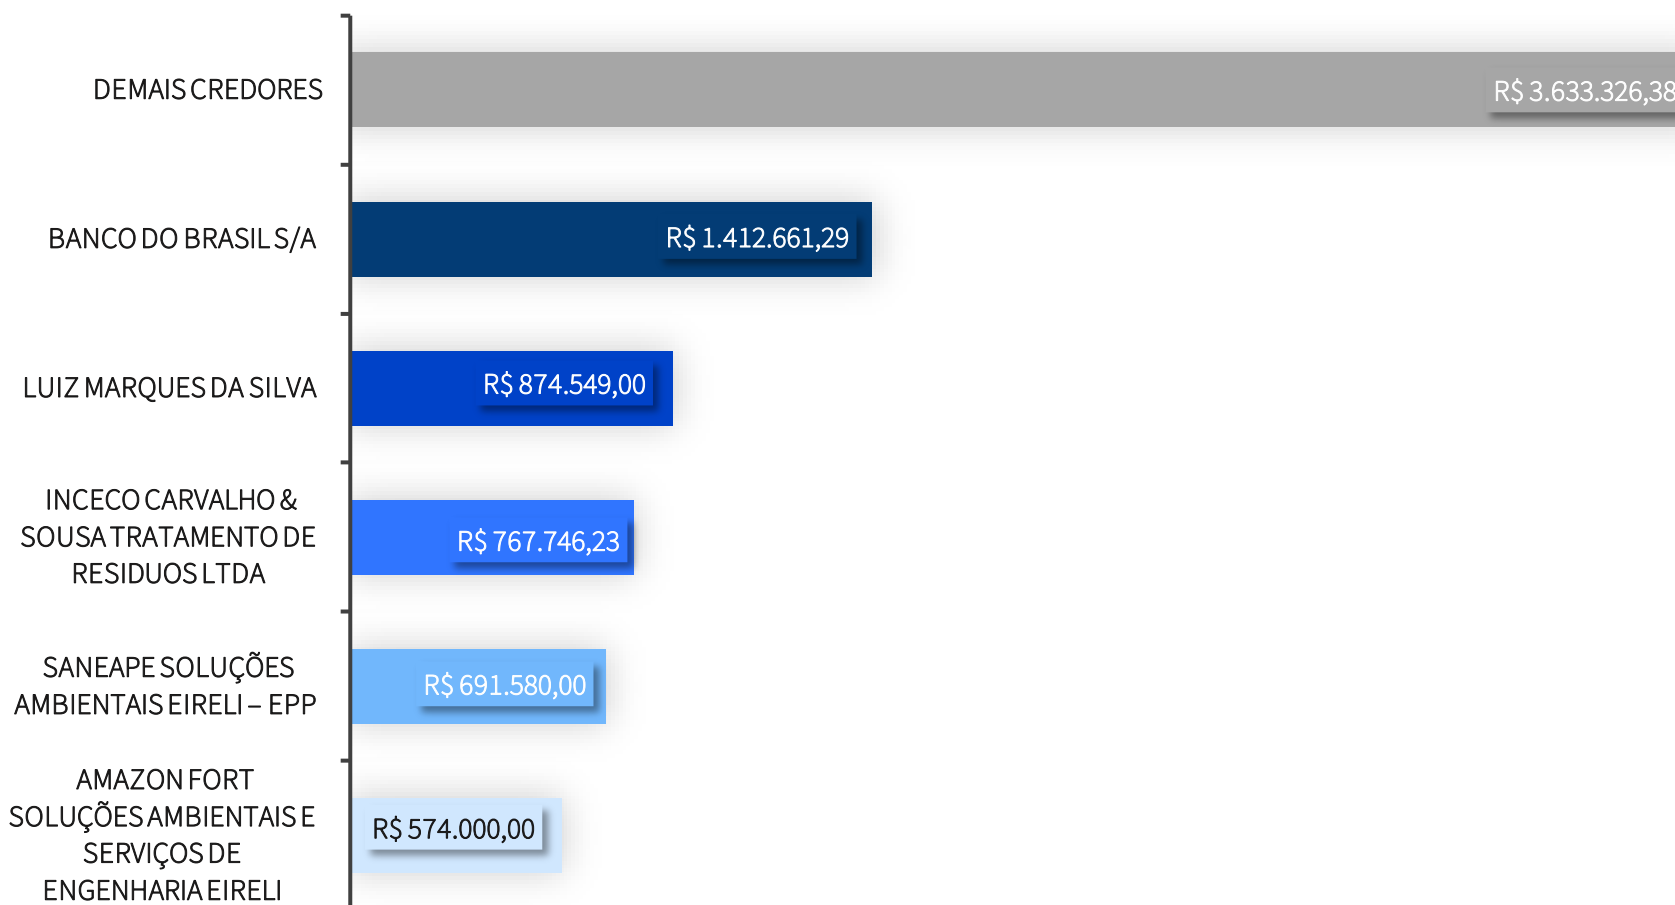 DEMAIS CREDORES
R$ 3.633.326,38
BANCO DO BRASIL S/A
R$ 1.412.661,29
LUIZ MARQUES DA SILVA
R$ 874.549,00
INCECO CARVALHO &
SOUSA TRATAMENTO DE
RESIDUOS LTDA
R$ 767.746,23
SANEAPE SOLUÇÕES
AMBIENTAIS EIRELI – EPP
R$ 691.580,00
AMAZON FORT
SOLUÇÕES AMBIENTAIS E
SERVIÇOS DE
ENGENHARIA EIRELI
R$ 574.000,00